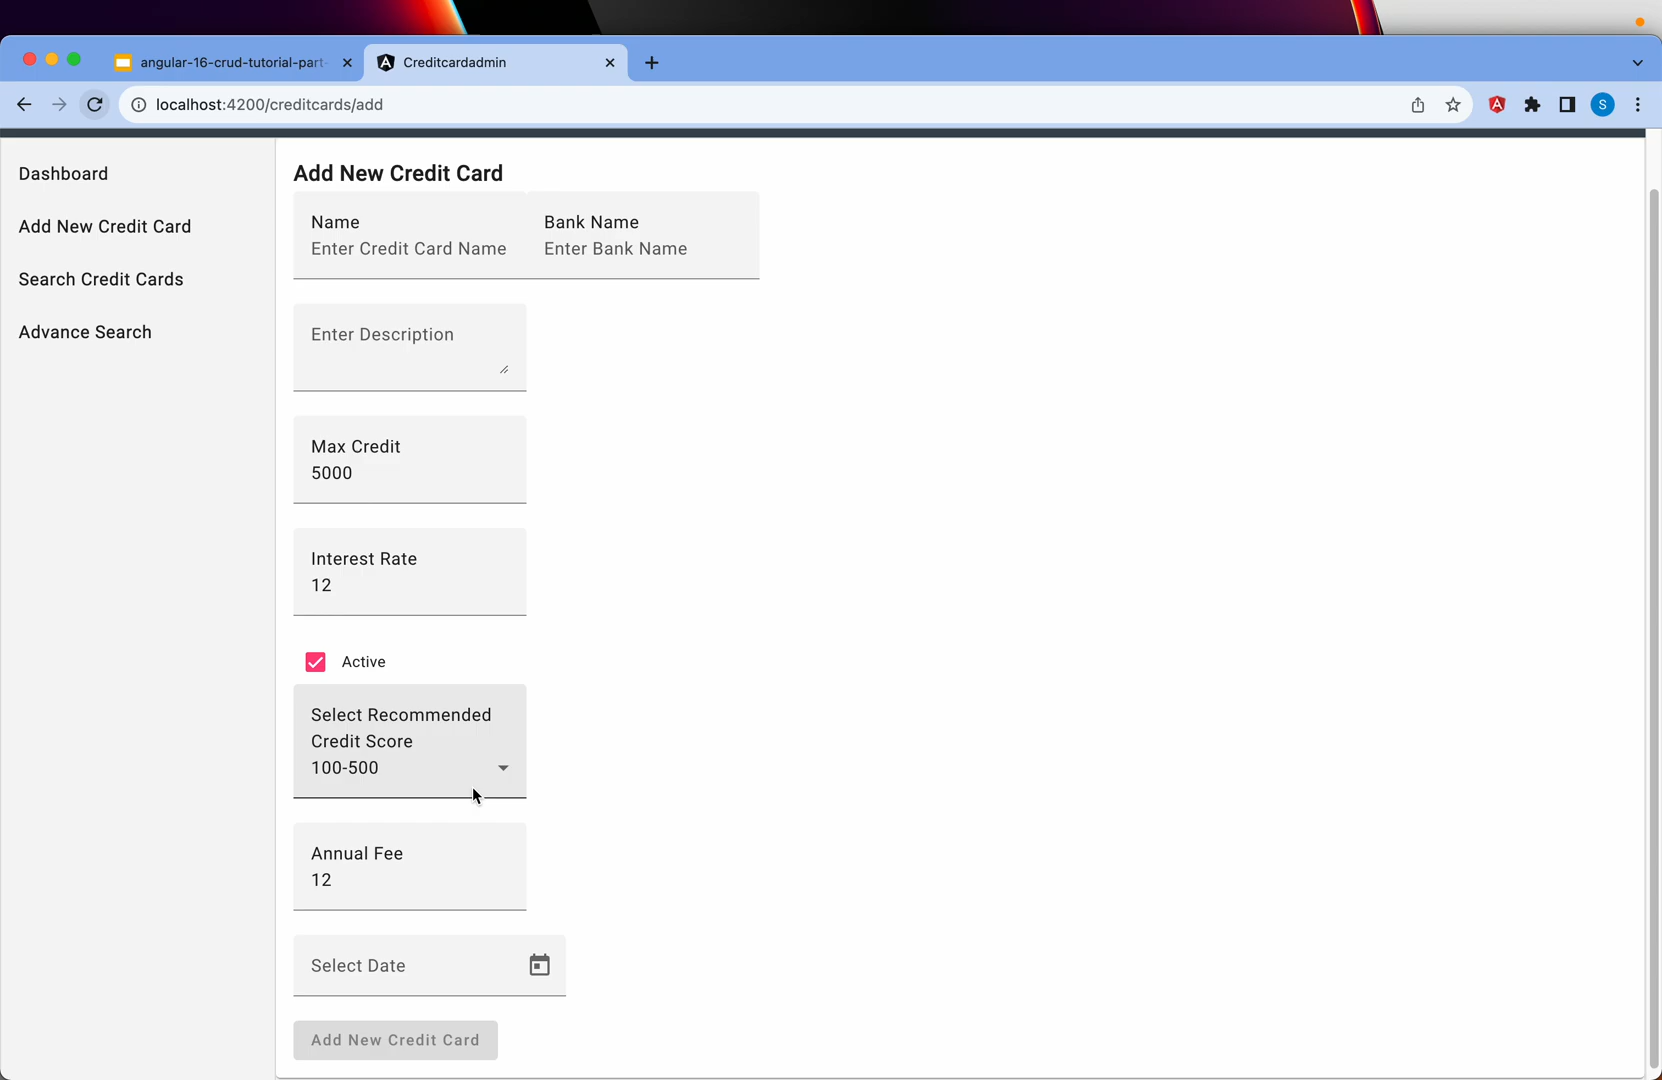 angular-16-crud-tutorial-part-
Creditcardadmin
localhost:4200/creditcards/add
S
Dashboard
Add New Credit Card
Search Credit Cards
Advance Search
Add New Credit Card
Name
Enter Credit Card Name
Bank Name
Enter Bank Name
Enter Description
Max Credit
5000
Interest Rate
12
Active
Select Recommended
Credit Score
100-500
Annual Fee
12
Select Date
Add New Credit Card